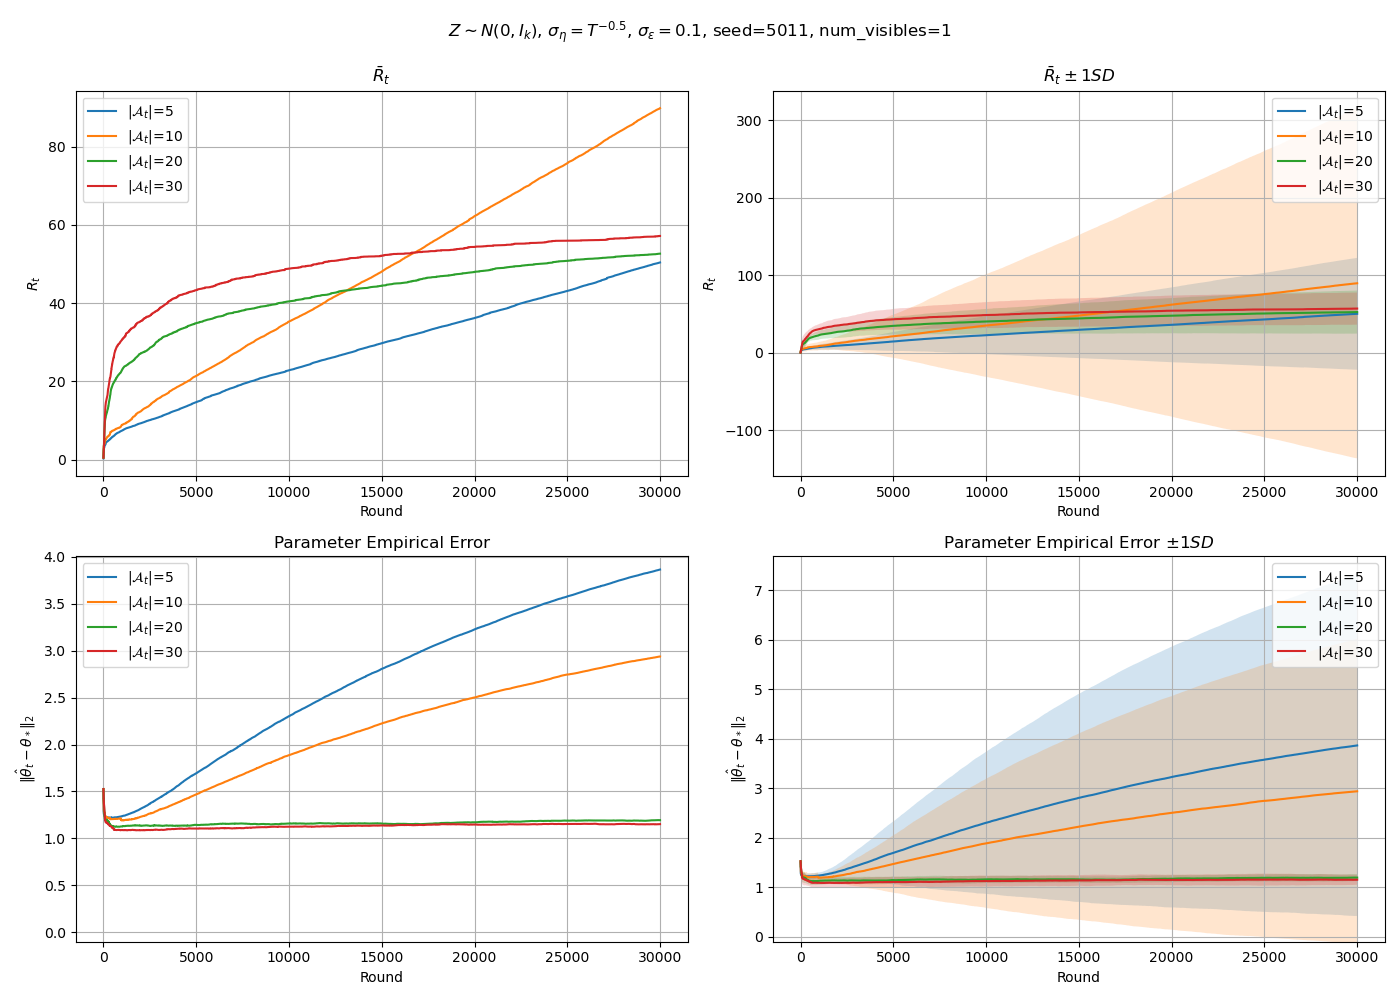 Z ∼ N(0, I_k), σ_η = T^{−0.5}, σ_ε = 0.1, seed=5011, num_visibles=1
R̄_t
|𝒜_t|=5
|𝒜_t|=10
|𝒜_t|=20
|𝒜_t|=30
80
60
40
20
0
R_t
0 5000 10000 15000 20000 25000 30000
Round
R̄_t ± 1SD
|𝒜_t|=5
|𝒜_t|=10
|𝒜_t|=20
|𝒜_t|=30
300
200
100
0
−100
R_t
0 5000 10000 15000 20000 25000 30000
Round
Parameter Empirical Error
|𝒜_t|=5
|𝒜_t|=10
|𝒜_t|=20
|𝒜_t|=30
4.0
3.5
3.0
2.5
2.0
1.5
1.0
0.5
0.0
‖θ̂_t − θ_*‖_2
0 5000 10000 15000 20000 25000 30000
Round
Parameter Empirical Error ±1SD
|𝒜_t|=5
|𝒜_t|=10
|𝒜_t|=20
|𝒜_t|=30
7
6
5
4
3
2
1
0
‖θ̂_t − θ_*‖_2
0 5000 10000 15000 20000 25000 30000
Round